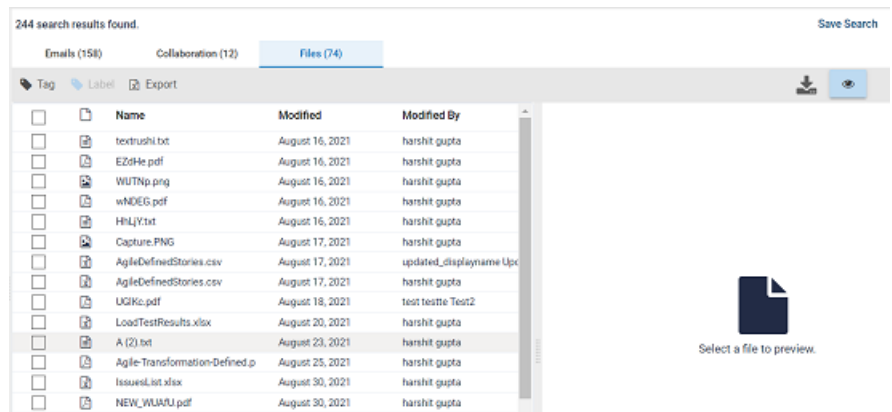 244 search results found. Save Search
Emails (158) Collaboration (12) Files (74)
Tag Label Export
Name Modified Modified By
textrushi.txt August 16, 2021 harshit gupta
EZdHe.pdf August 16, 2021 harshit gupta
WUTNp.png August 16, 2021 harshit gupta
wNDEG.pdf August 16, 2021 harshit gupta
HhLjY.txt August 16, 2021 harshit gupta
Capture.PNG August 17, 2021 harshit gupta
AgileDefinedStories.csv August 17, 2021 updated_displayname Upd
AgileDefinedStories.csv August 17, 2021 harshit gupta
UGlKc.pdf August 18, 2021 test testte Test2
LoadTestResults.xlsx August 20, 2021 harshit gupta
A (2).txt August 23, 2021 harshit gupta
Agile-Transformation-Defined.p August 25, 2021 harshit gupta
IssuesList.xlsx August 30, 2021 harshit gupta
NEW_WUAfU.pdf August 30, 2021 harshit gupta
Select a file to preview.